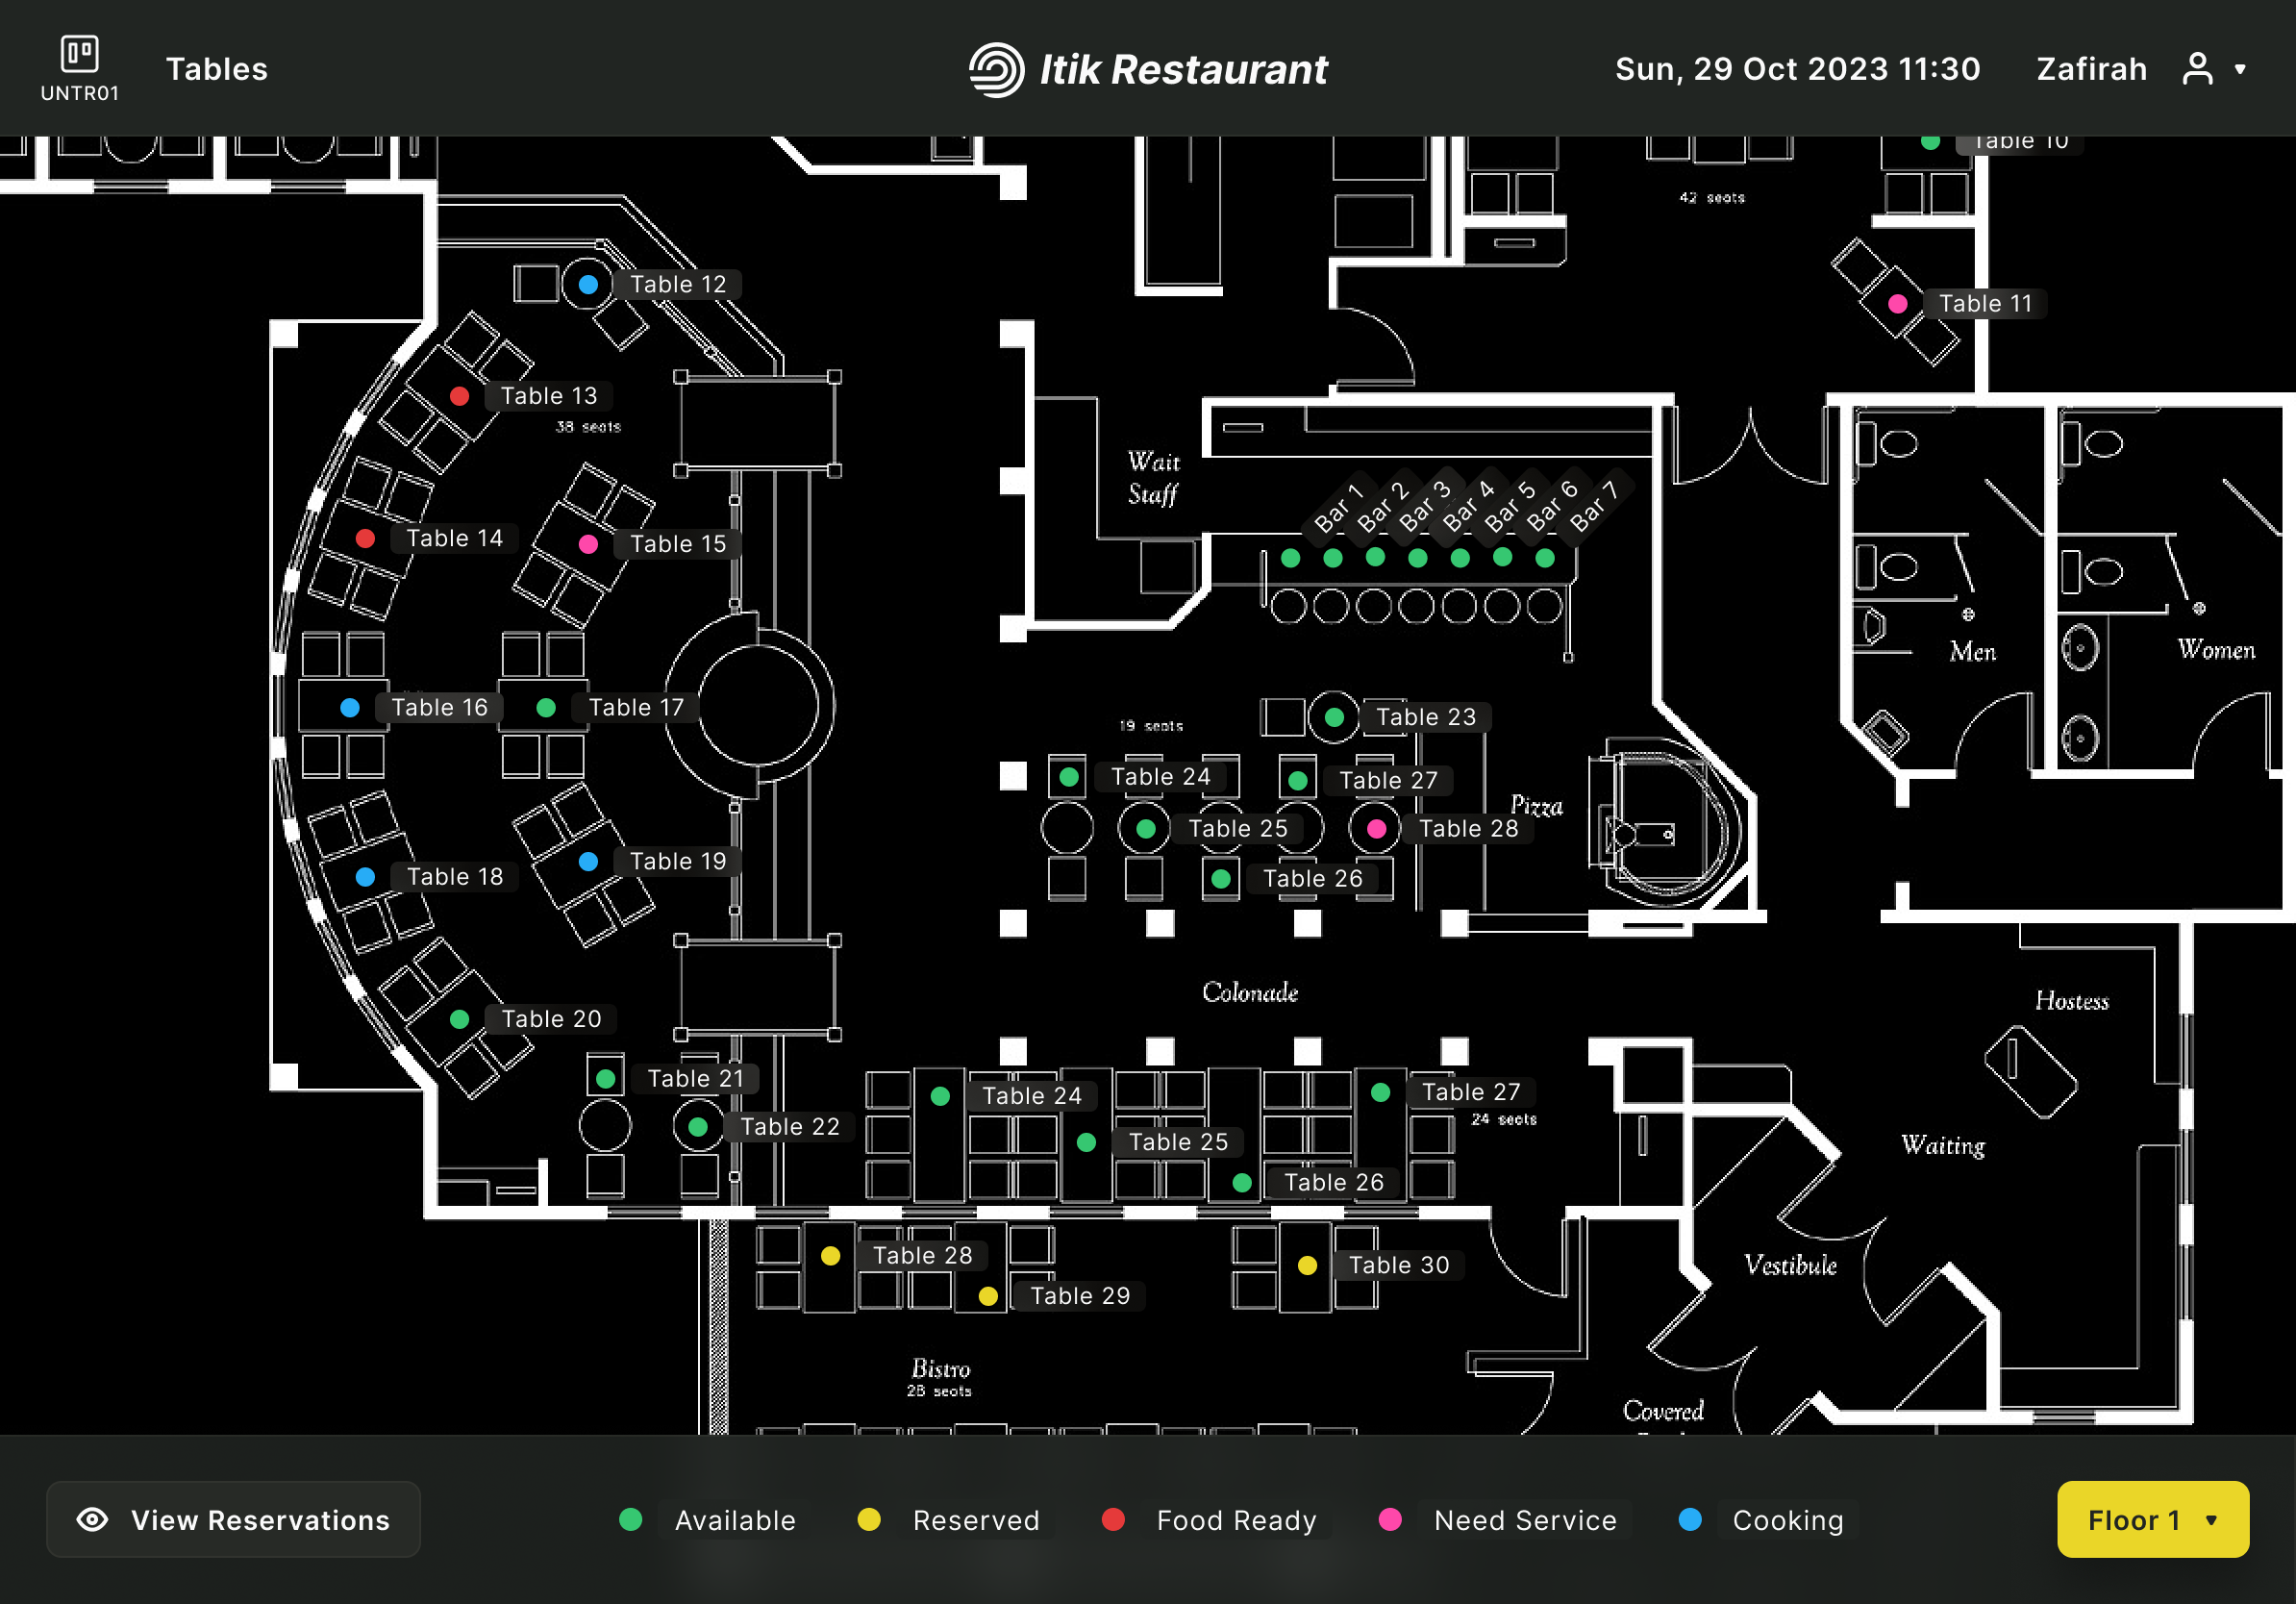 UNTR01
Tables
Itik Restaurant
Sun, 29 Oct 2023 11:30
Zafirah
Table 10
42 seats
Table 12
Table 11
Table 13
38 seats
Wait
Staff
Bar 1
Bar 2
Bar 3
Bar 4
Bar 5
Bar 6
Bar 7
Table 14
Table 15
Men
Women
Table 16
Table 17
19 seats
Table 23
Table 24
Table 27
Pizza
Table 25
Table 28
Table 18
Table 19
Table 26
Colonade
Hostess
Table 20
Table 21
Table 22
Table 24
Table 27
24 seats
Table 25
Waiting
Table 26
Table 28
Table 30
Vestibule
Table 29
Bistro
28 seats
Covered
View Reservations
Available
Reserved
Food Ready
Need Service
Cooking
Floor 1